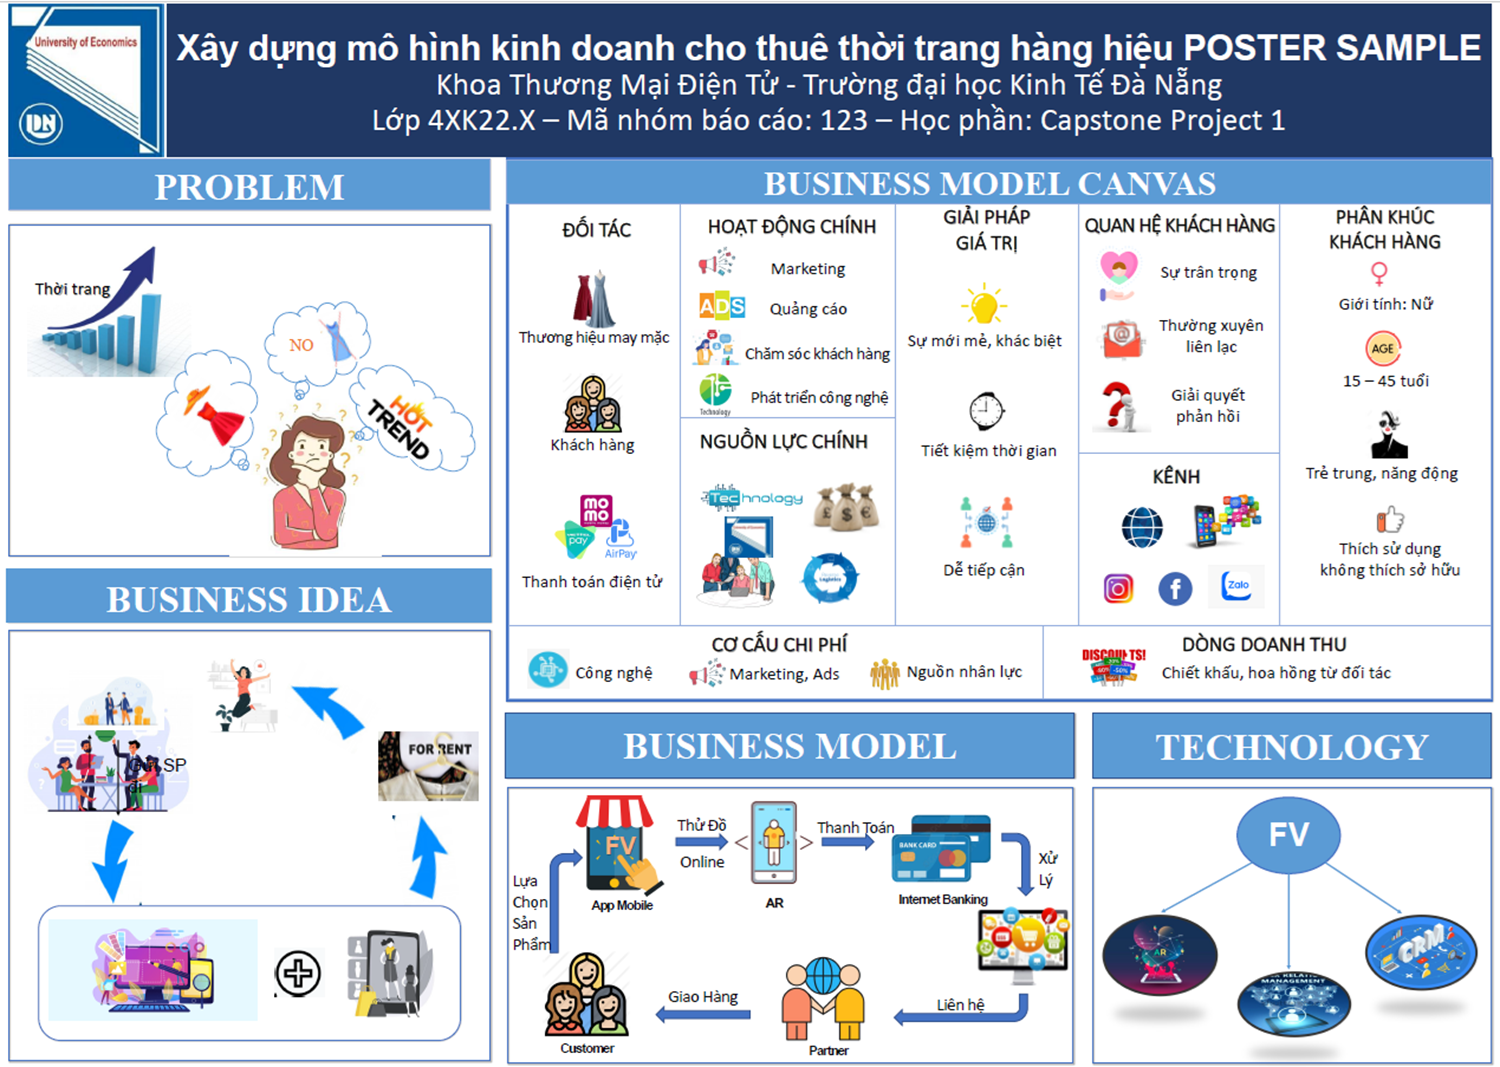 University of Economics
DN
Xây dựng mô hình kinh doanh cho thuê thời trang hàng hiệu POSTER SAMPLE
Khoa Thương Mại Điện Tử - Trường đại học Kinh Tế Đà Nẵng
Lớp 4XK22.X – Mã nhóm báo cáo: 123 – Học phần: Capstone Project 1
PROBLEM
Thời trang
NO
HOT
TREND
BUSINESS IDEA
SP
FOR RENT
BUSINESS MODEL CANVAS
ĐỐI TÁC
Thương hiệu may mặc
Khách hàng
mo
mo
pay
AirPay
Thanh toán điện tử
HOẠT ĐỘNG CHÍNH
Marketing
ADS
Quảng cáo
Chăm sóc khách hàng
Technology
Phát triển công nghệ
NGUỒN LỰC CHÍNH
Technology
University of Economics
Logistics
GIẢI PHÁP
GIÁ TRỊ
Sự mới mẻ, khác biệt
Tiết kiệm thời gian
Dễ tiếp cận
QUAN HỆ KHÁCH HÀNG
Sự trân trọng
Thường xuyên
liên lạc
Giải quyết
phản hồi
KÊNH
Zalo
PHÂN KHÚC
KHÁCH HÀNG
Giới tính: Nữ
AGE
15 – 45 tuổi
Trẻ trung, năng động
Thích sử dụng
không thích sở hữu
CƠ CẤU CHI PHÍ
Công nghệ
Marketing, Ads
Nguồn nhân lực
DÒNG DOANH THU
DISCOUNTS!
Chiết khấu, hoa hồng từ đối tác
BUSINESS MODEL
Lựa
Chọn
Sản
Phẩm
FV
App Mobile
Thử Đồ
Online
AR
Thanh Toán
BANK CARD
Internet Banking
Xử
Lý
Liên hệ
Partner
Giao Hàng
Customer
TECHNOLOGY
FV
AR
MANAGEMENT
CRM